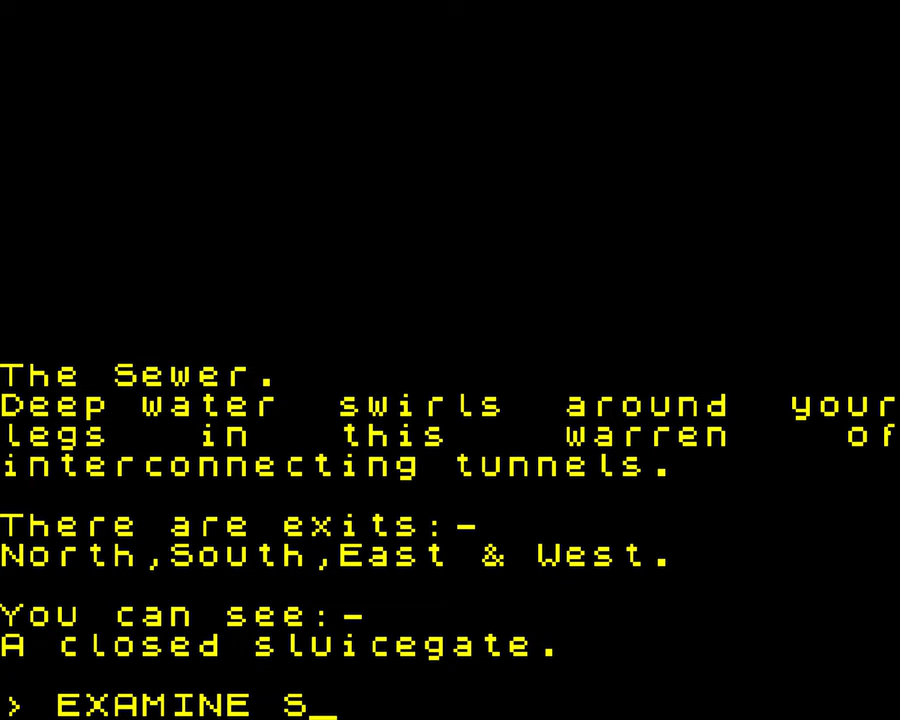 The Sewer.
Deep water swirls around your
legs in this warren of
interconnecting tunnels.
There are exits:-
North,South,East & West.
You can see:-
A closed sluicegate.
> EXAMINE S_